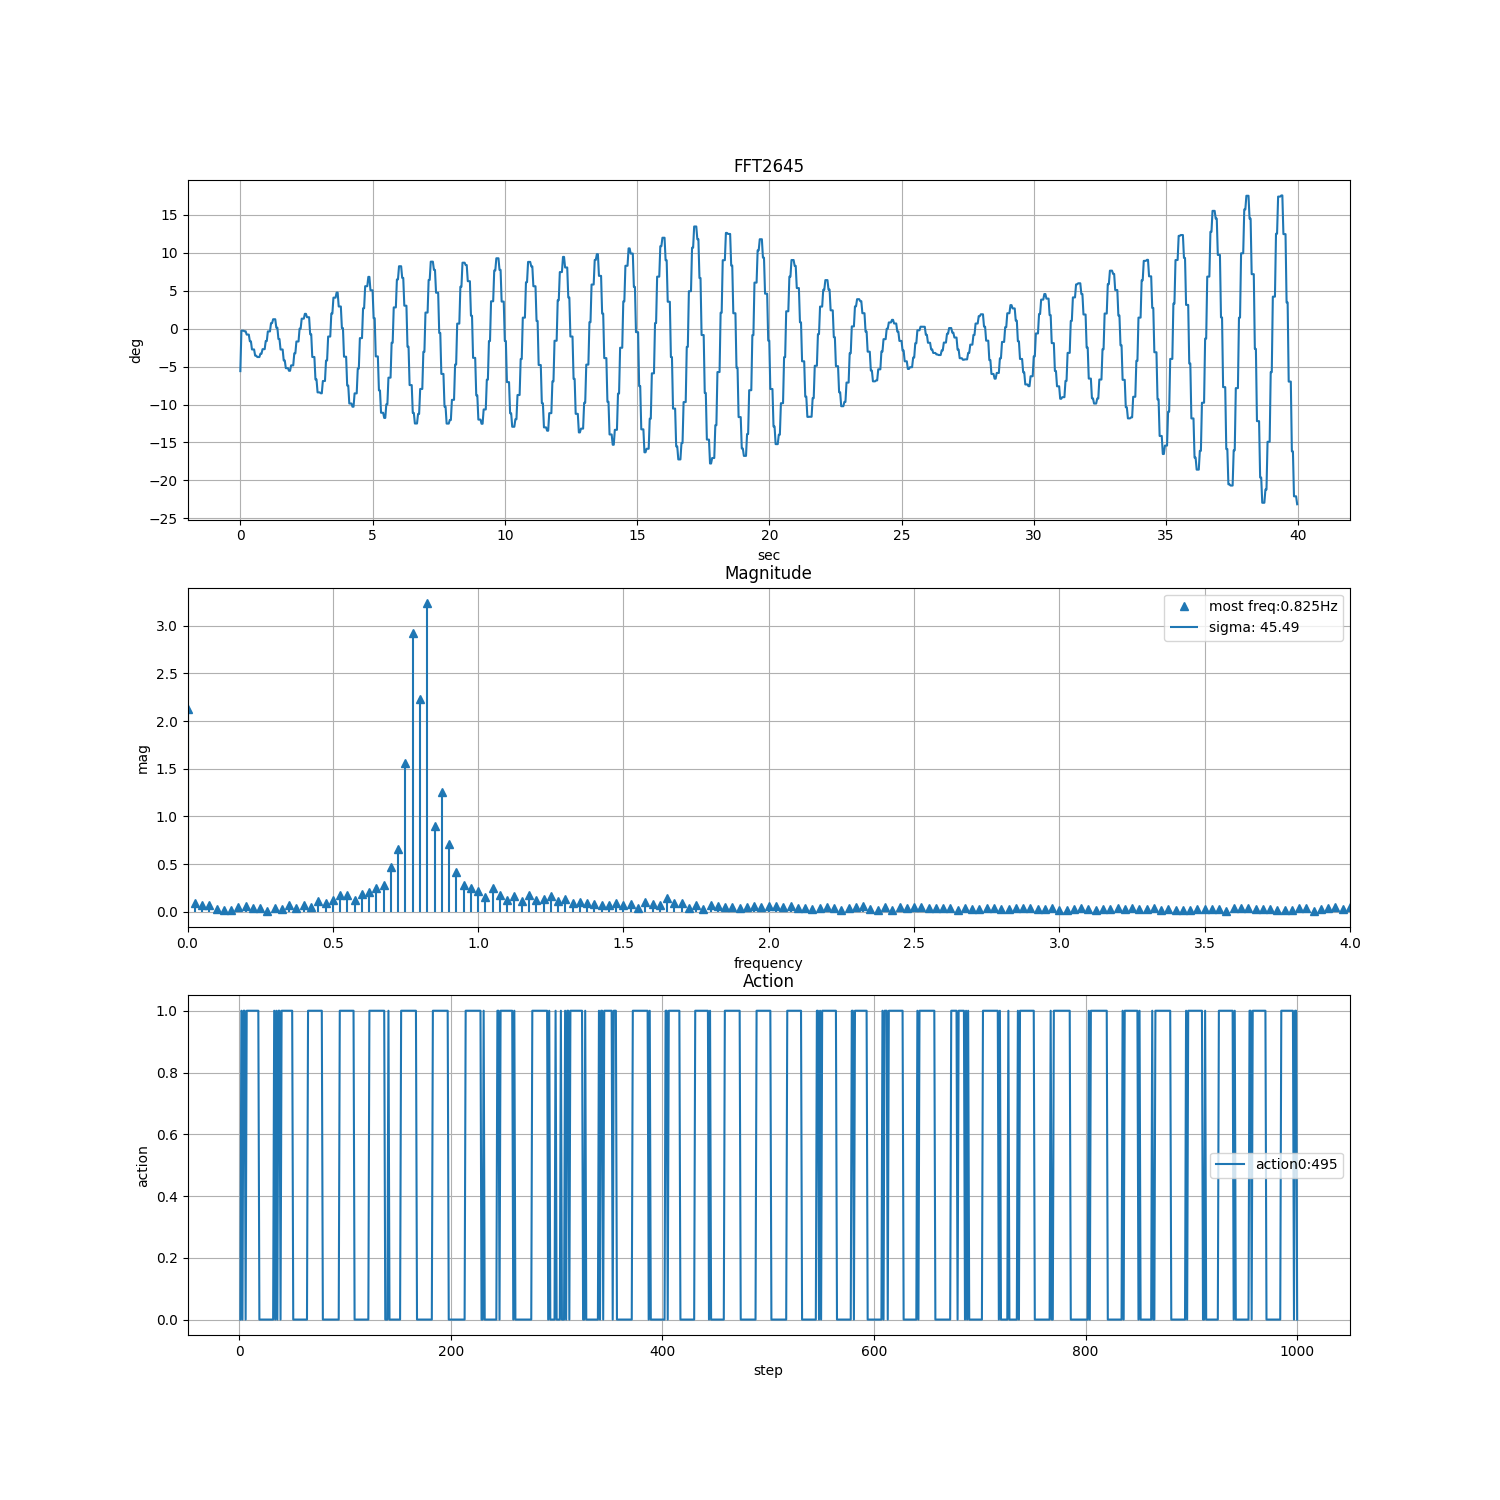 FFT2645
15
10
5
0
−5
−10
−15
−20
−25
deg
0 5 10 15 20 25 30 35 40
sec
Magnitude
most freq:0.825Hz
sigma: 45.49
3.0
2.5
2.0
1.5
1.0
0.5
0.0
mag
0.0 0.5 1.0 1.5 2.0 2.5 3.0 3.5 4.0
frequency
Action
1.0
0.8
0.6
0.4
0.2
0.0
action
action0:495
0 200 400 600 800 1000
step